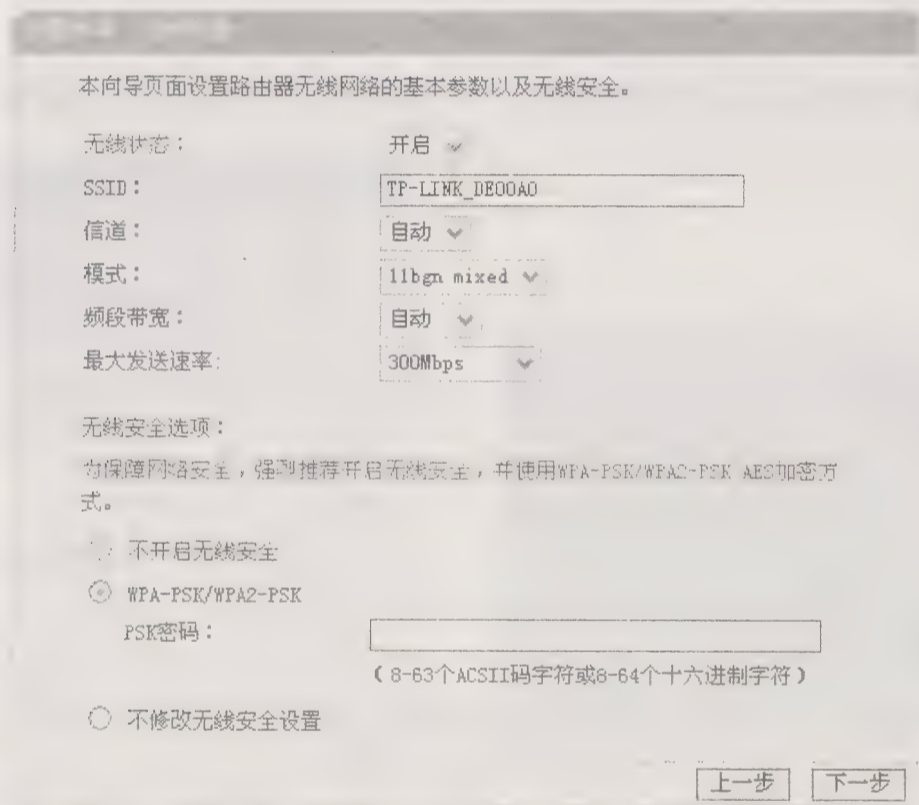 本向导页面设置路由器无线网络的基本参数以及无线安全。
无线状态： 开启
SSID： TP-LINK_DE00A0
信道： 自动
模式： 11bgn mixed
频段带宽： 自动
最大发送速率: 300Mbps
无线安全选项：
为保障网络安全，强烈推荐开启无线安全，并使用WPA-PSK/WPA2-PSK AES加密方
式。
不开启无线安全
WPA-PSK/WPA2-PSK
PSK密码：
（8-63个ACSII码字符或8-64个十六进制字符）
不修改无线安全设置
上一步 下一步